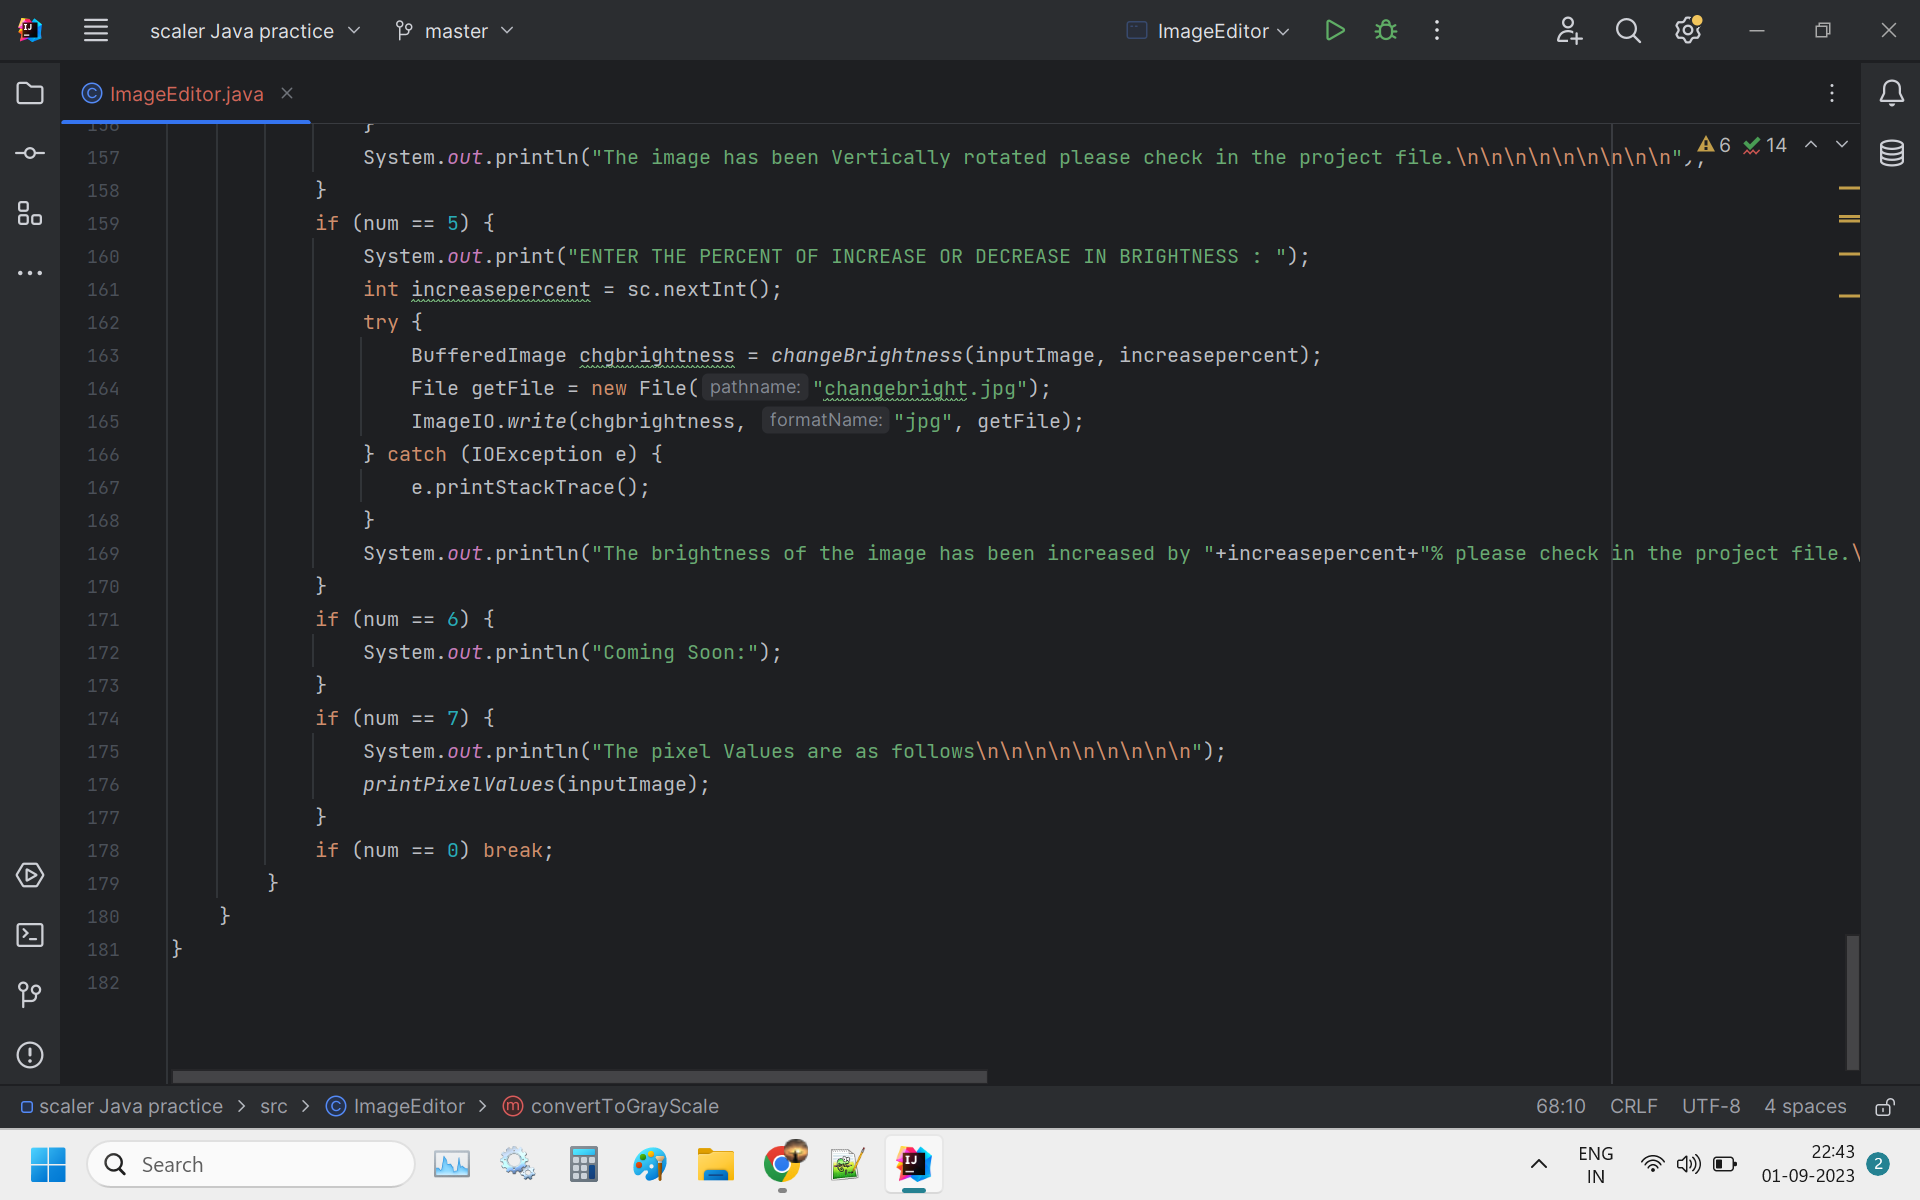 scaler Java practice master ImageEditor
ImageEditor.java
156 }
157 System.out.println("The image has been Vertically rotated please check in the project file.\n\n\n\n\n\n\n\n\n"); 6 14
158 }
159 if (num == 5) {
160 System.out.print("ENTER THE PERCENT OF INCREASE OR DECREASE IN BRIGHTNESS : ");
161 int increasepercent = sc.nextInt();
162 try {
163 BufferedImage chgbrightness = changeBrightness(inputImage, increasepercent);
164 File getFile = new File( pathname: "changebright.jpg");
165 ImageIO.write(chgbrightness, formatName: "jpg", getFile);
166 } catch (IOException e) {
167 e.printStackTrace();
168 }
169 System.out.println("The brightness of the image has been increased by "+increasepercent+"% please check in the project file.\
170 }
171 if (num == 6) {
172 System.out.println("Coming Soon:");
173 }
174 if (num == 7) {
175 System.out.println("The pixel Values are as follows\n\n\n\n\n\n\n\n\n");
176 printPixelValues(inputImage);
177 }
178 if (num == 0) break;
179 }
180 }
181 }
182
scaler Java practice > src > ImageEditor > convertToGrayScale 68:10 CRLF UTF-8 4 spaces
Search
ENG
IN
22:43
01-09-2023
2